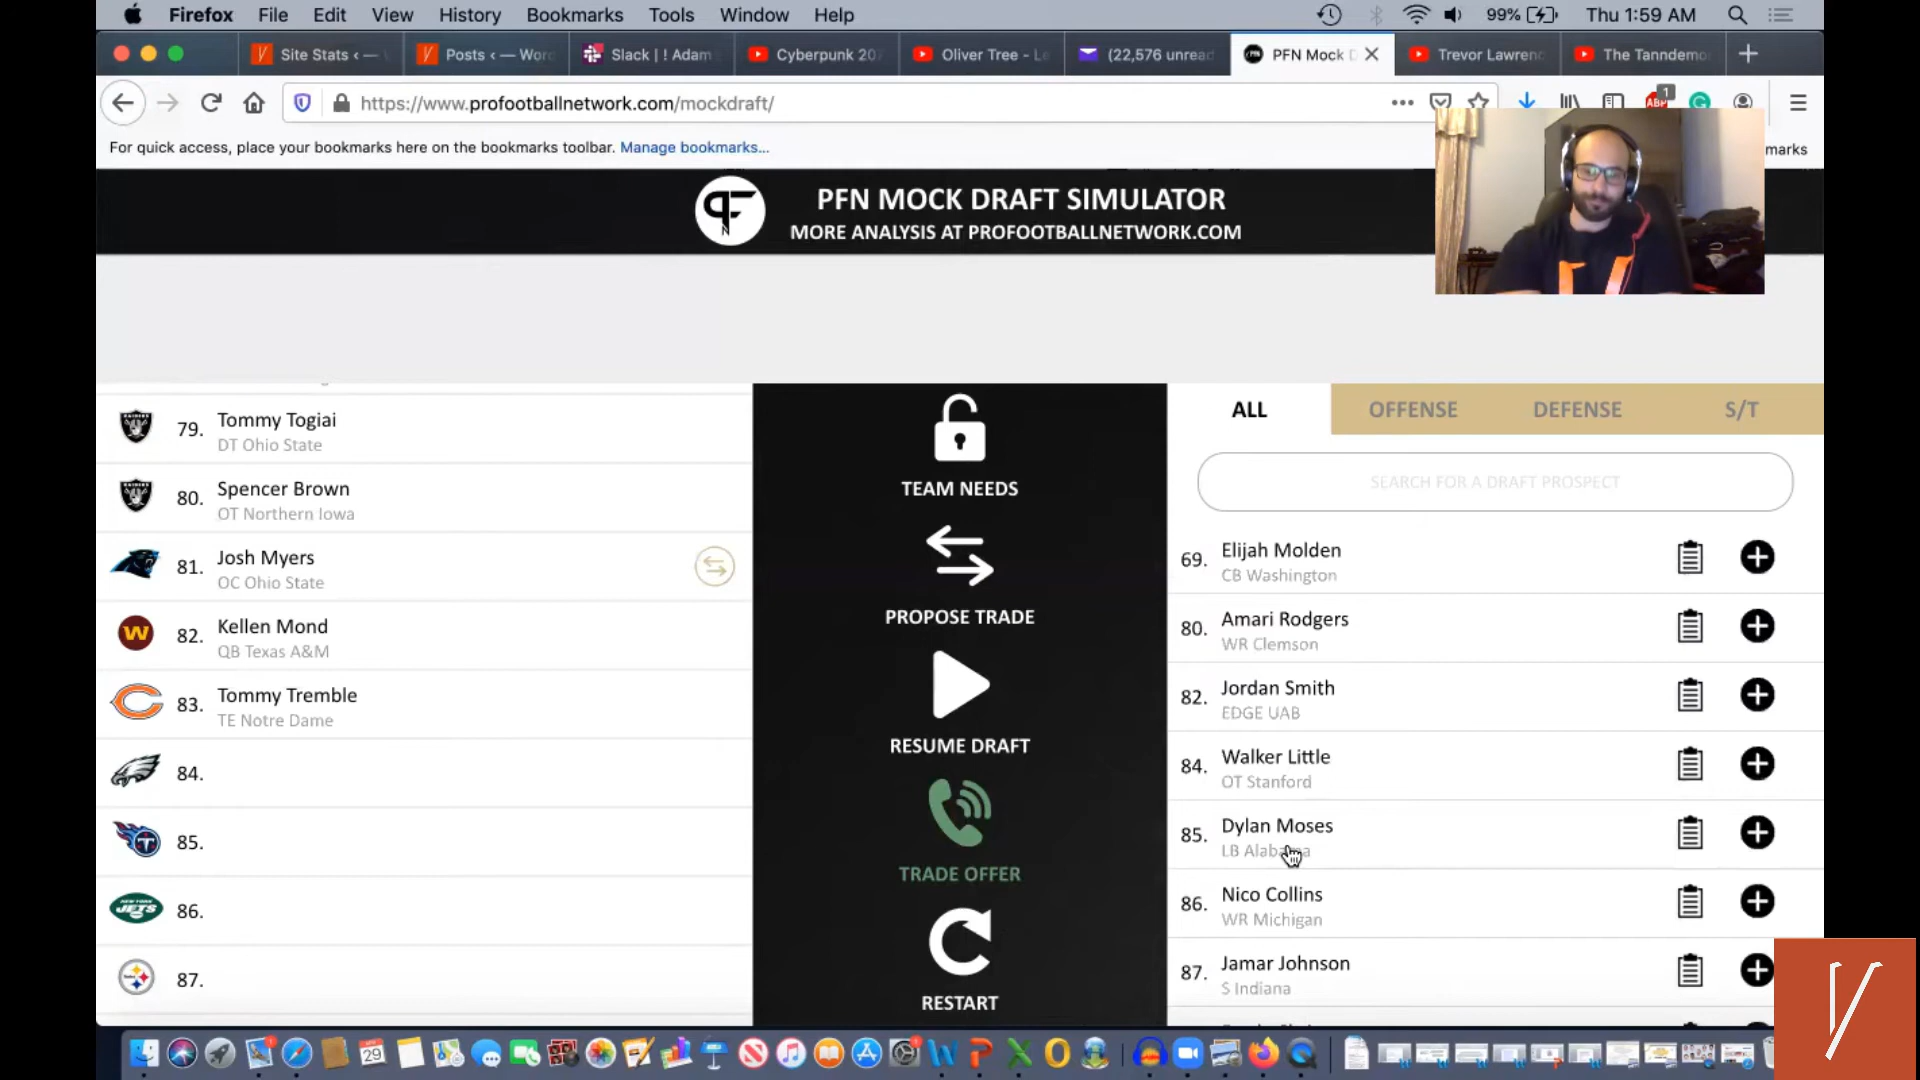 Firefox File Edit View History Bookmarks Tools Window Help 99% Thu 1:59 AM
Site Stats ‹ — Posts ‹ — Wor Slack | ! Adam Cyberpunk 20 Oliver Tree - Le (22,576 unread PFN Mock D Trevor Lawrenc The Tanndemo
https://www.profootballnetwork.com/mockdraft/ ABP 1
For quick access, place your bookmarks here on the bookmarks toolbar. Manage bookmarks... marks
PFN MOCK DRAFT SIMULATOR
MORE ANALYSIS AT PROFOOTBALLNETWORK.COM
79. Tommy Togiai
DT Ohio State
80. Spencer Brown
OT Northern Iowa
81. Josh Myers
OC Ohio State
82. Kellen Mond
QB Texas A&M
83. Tommy Tremble
TE Notre Dame
84.
85.
86.
87.
TEAM NEEDS
PROPOSE TRADE
RESUME DRAFT
TRADE OFFER
RESTART
ALL OFFENSE DEFENSE S/T
SEARCH FOR A DRAFT PROSPECT
69. Elijah Molden
CB Washington
80. Amari Rodgers
WR Clemson
82. Jordan Smith
EDGE UAB
84. Walker Little
OT Stanford
85. Dylan Moses
LB Alabama
86. Nico Collins
WR Michigan
87. Jamar Johnson
S Indiana
29
V